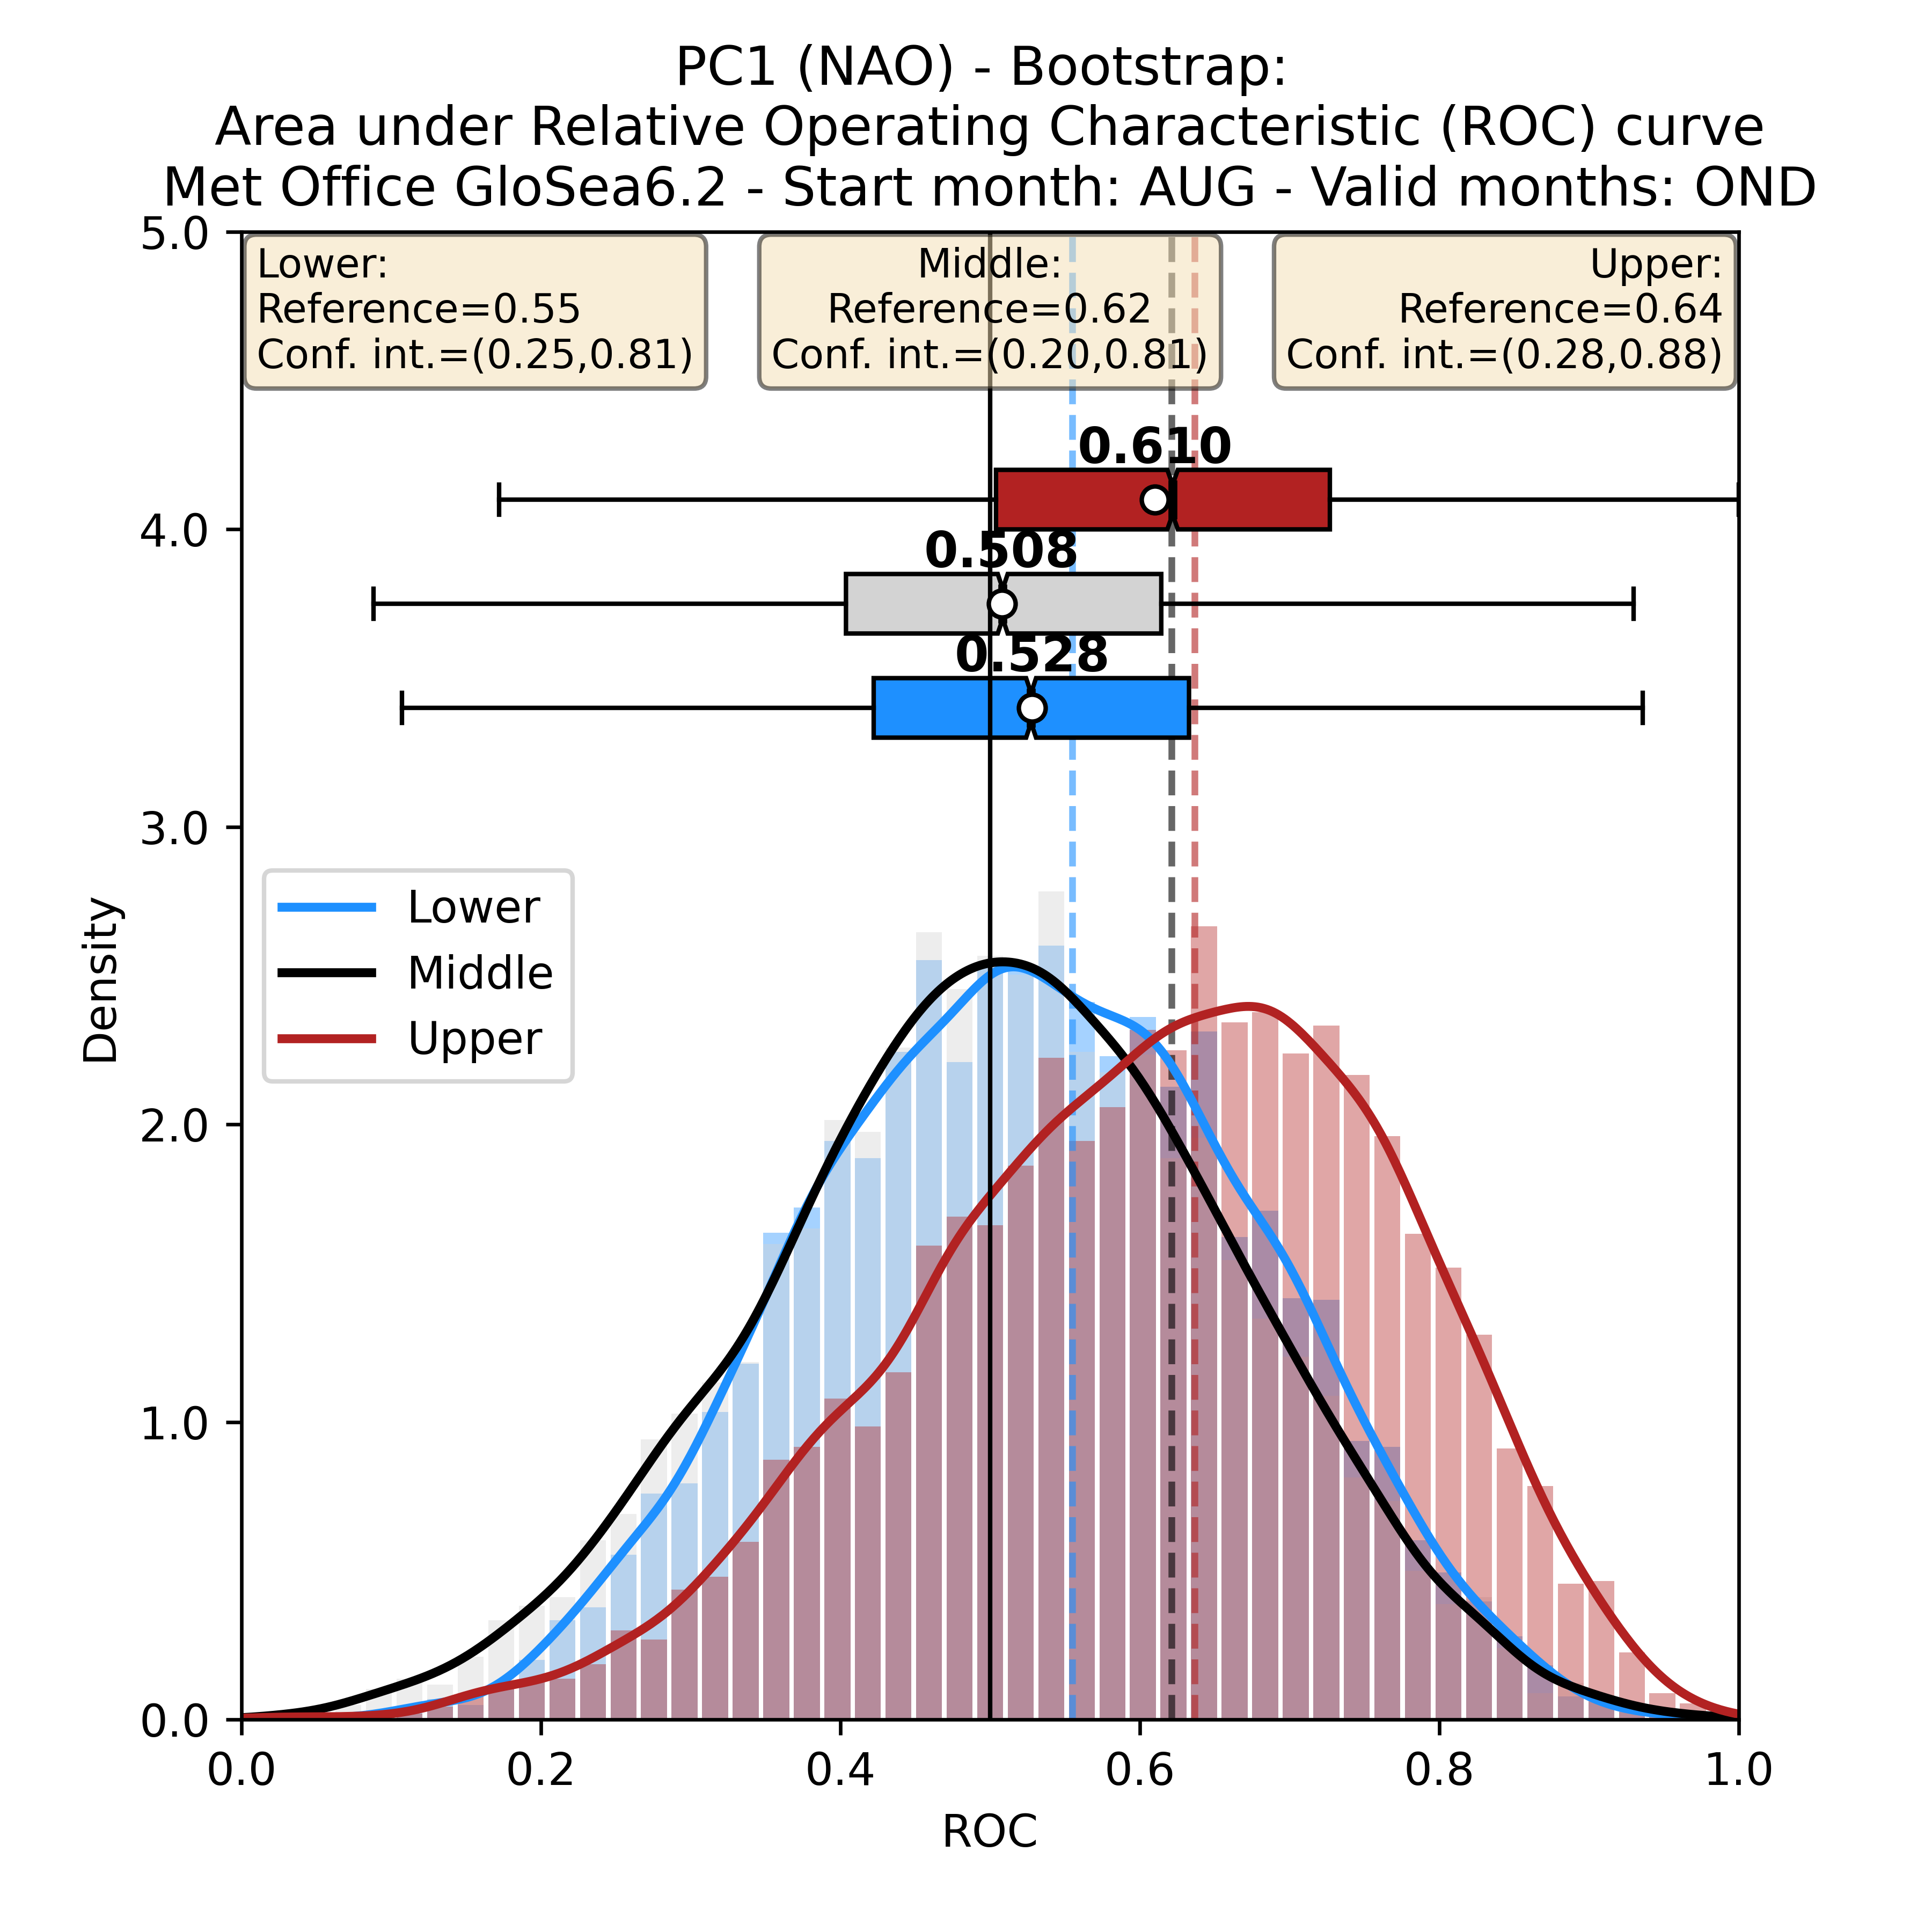 PC1 (NAO) - Bootstrap:
Area under Relative Operating Characteristic (ROC) curve
Met Office GloSea6.2 - Start month: AUG - Valid months: OND
Lower:
Reference=0.55
Conf. int.=(0.25,0.81)
Middle:
Reference=0.62
Conf. int.=(0.20,0.81)
Upper:
Reference=0.64
Conf. int.=(0.28,0.88)
0.610
0.508
0.528
Lower
Middle
Upper
Density
5.0
4.0
3.0
2.0
1.0
0.0
0.0
0.2
0.4
0.6
0.8
1.0
ROC